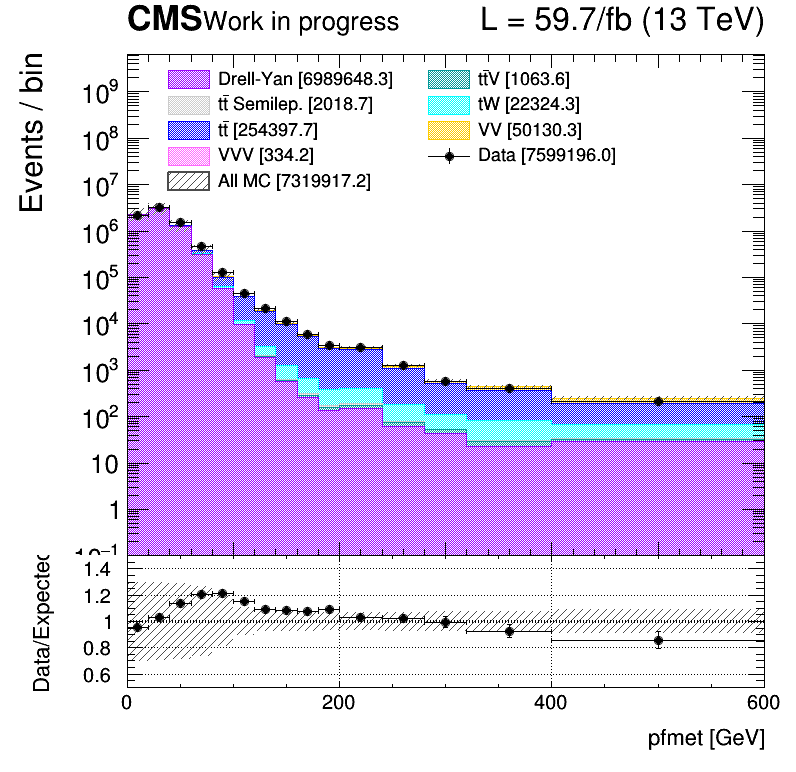 CMS Work in progress L = 59.7/fb (13 TeV)
Events / bin
Drell-Yan [6989648.3] tt̄V [1063.6]
tt̄ Semilep. [2018.7] tW [22324.3]
tt̄ [254397.7] VV [50130.3]
VVV [334.2] Data [7599196.0]
All MC [7319917.2]
10⁹
10⁸
10⁷
10⁶
10⁵
10⁴
10³
10²
10
1
10⁻¹
Data/Expected
1.4
1.2
1
0.8
0.6
0 200 400 600
pfmet [GeV]